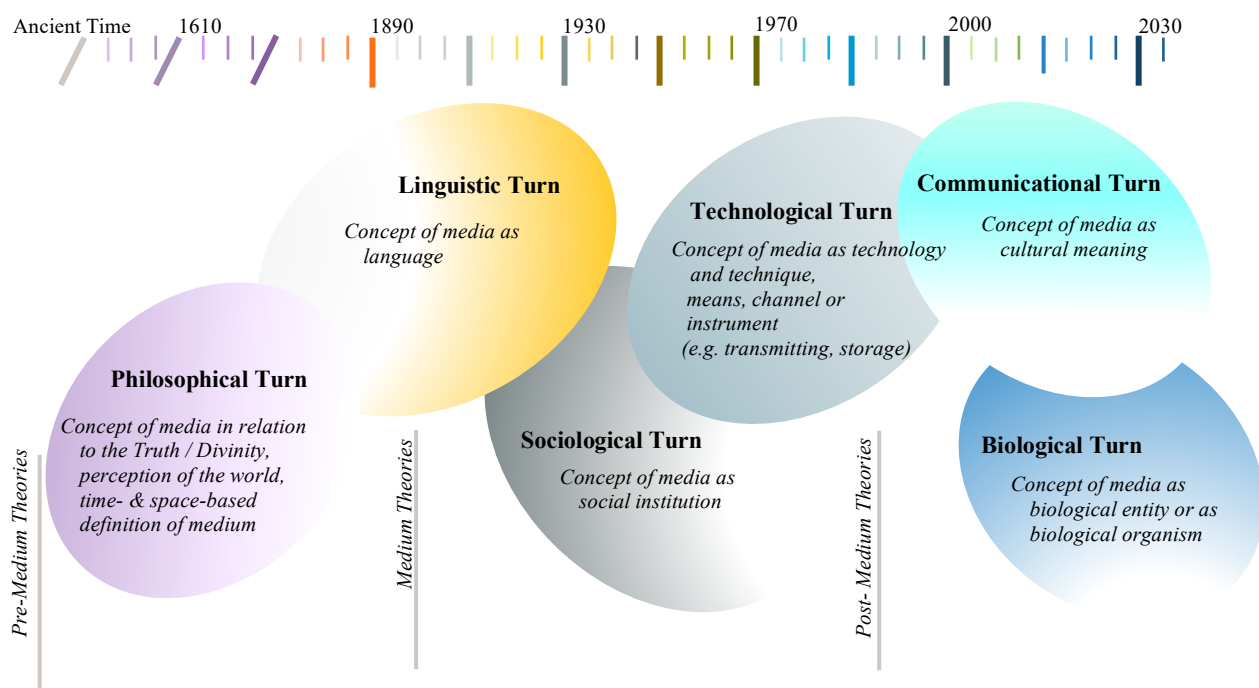 Ancient Time 1610 1890 1930 1970 2000 2030
Linguistic Turn
Concept of media as
language
Communicational Turn
Concept of media as
cultural meaning
Technological Turn
Concept of media as technology
and technique,
means, channel or
instrument
(e.g. transmitting, storage)
Philosophical Turn
Concept of media in relation
to the Truth / Divinity,
perception of the world,
time- & space-based
definition of medium
Sociological Turn
Concept of media as
social institution
Biological Turn
Concept of media as
biological entity or as
biological organism
Pre-Medium Theories
Medium Theories
Post- Medium Theories